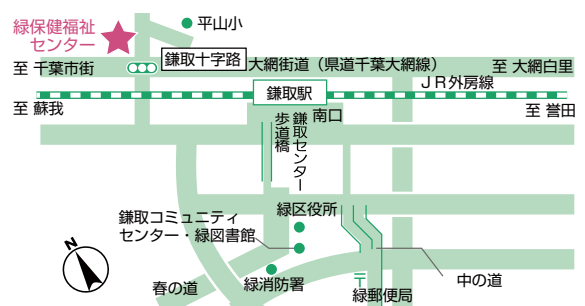 緑保健福祉
センター
平山小
鎌取十字路
大網街道（県道千葉大網線）
至 千葉市街
至 大網白里
ＪＲ外房線
鎌取駅
至 蘇我
至 誉田
南口
鎌取センター
歩道橋
緑区役所
鎌取コミュニティ
センター・緑図書館
N
春の道
緑消防署
〒
緑郵便局
中の道